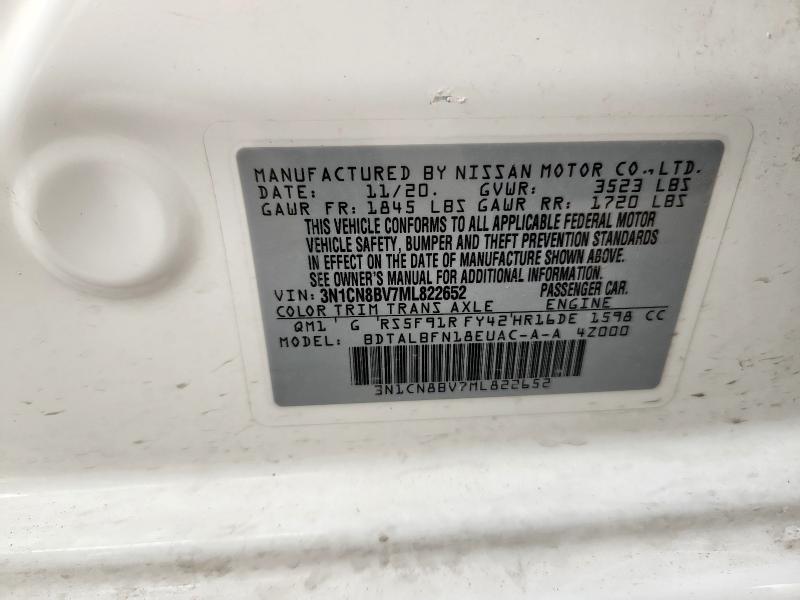 MANUFACTURED BY NISSAN MOTOR CO.,LTD.
DATE: 11/20. GVWR: 3523 LBS
GAWR FR: 1845 LBS GAWR RR: 1720 LBS
THIS VEHICLE CONFORMS TO ALL APPLICABLE FEDERAL MOTOR
VEHICLE SAFETY, BUMPER AND THEFT PREVENTION STANDARDS
IN EFFECT ON THE DATE OF MANUFACTURE SHOWN ABOVE.
SEE OWNER'S MANUAL FOR ADDITIONAL INFORMATION.
VIN: 3N1CN8BV7ML822652 PASSENGER CAR.
COLOR TRIM TRANS AXLE ENGINE
QM1 ' G 'RS5F91R FY42'HR16DE 1598 CC
MODEL: BDTALBFN18EUAC-A-A 4Z000
3N1CN8BV7ML822652